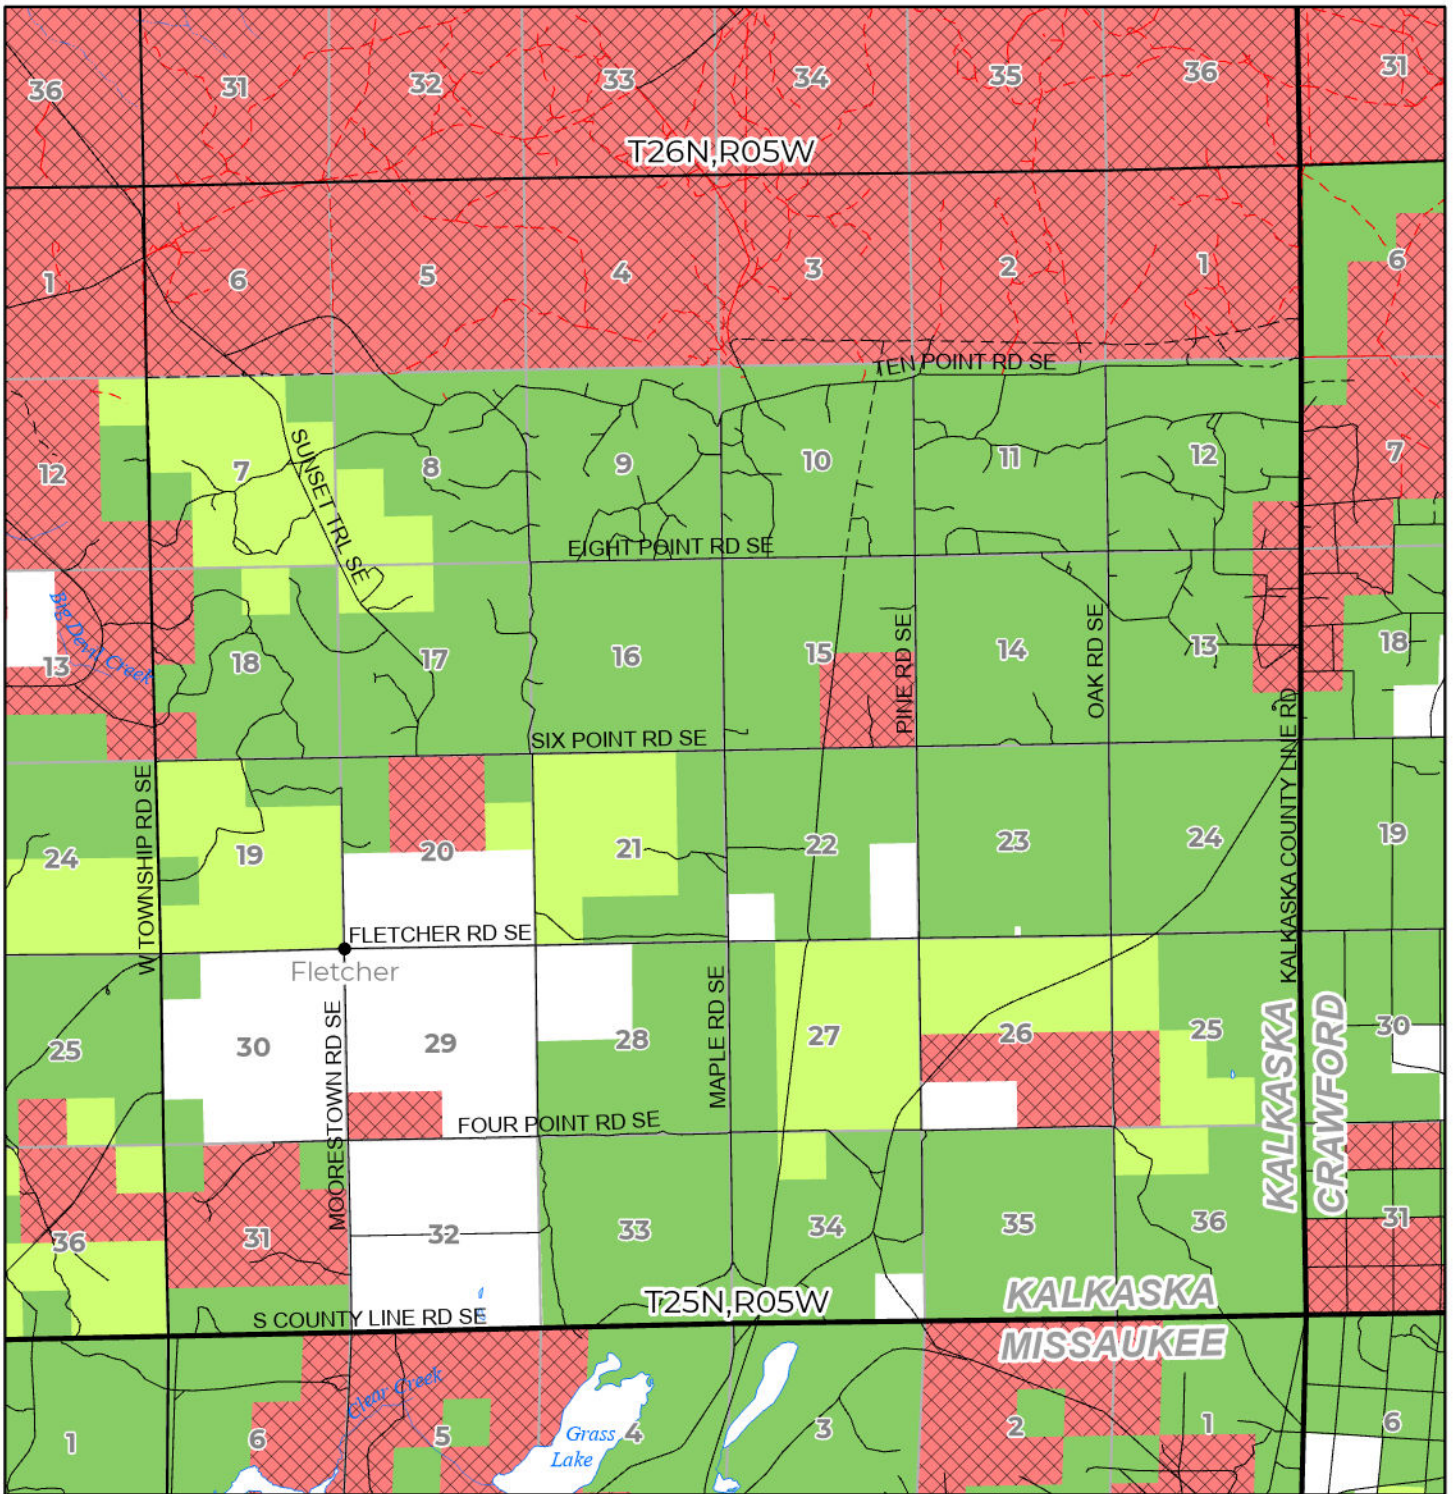 36 31 32 33 34 35 36 31
T26N,R05W
1 6 5 4 3 2 1 6
TEN POINT RD SE
12 7 8 9 10 11 12 7
SUNSET TRL SE
EIGHT POINT RD SE
Big Devil Creek
13 18 17 16 15 14 13 18
PINE RD SE
OAK RD SE
SIX POINT RD SE
KALKASKA COUNTY LINE RD
W TOWNSHIP RD SE
24 19 20 21 22 23 24 19
FLETCHER RD SE
Fletcher
MOORESTOWN RD SE
MAPLE RD SE
25 30 29 28 27 26 25 30
KALKASKA
CRAWFORD
FOUR POINT RD SE
36 31 32 33 34 35 36 31
T25N,R05W
KALKASKA
S COUNTY LINE RD SE
MISSAUKEE
Clear Creek
Grass
Lake
1 6 5 4 3 2 1 6